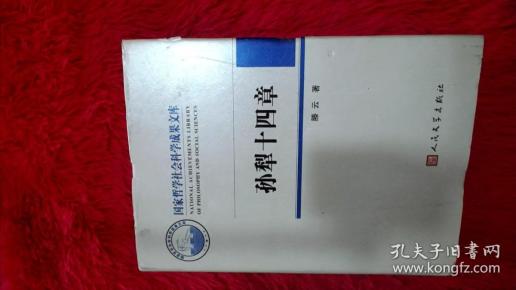 国家哲学社会科学成果文库
NATIONAL ACHIEVEMENTS LIBRARY
OF PHILOSOPHY AND SOCIAL SCIENCES
孙犁十四章
滕云 著
人民文学出版社
孔夫子旧书网
www.kongfz.com